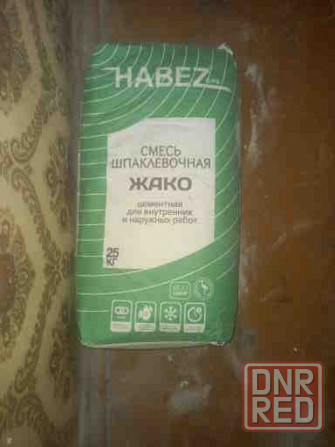 HABEZ
СМЕСЬ
ШПАКЛЕВОЧНАЯ
ЖАКО
цементная
для внутренних
и наружных работ
25
КГ
DNR
RED